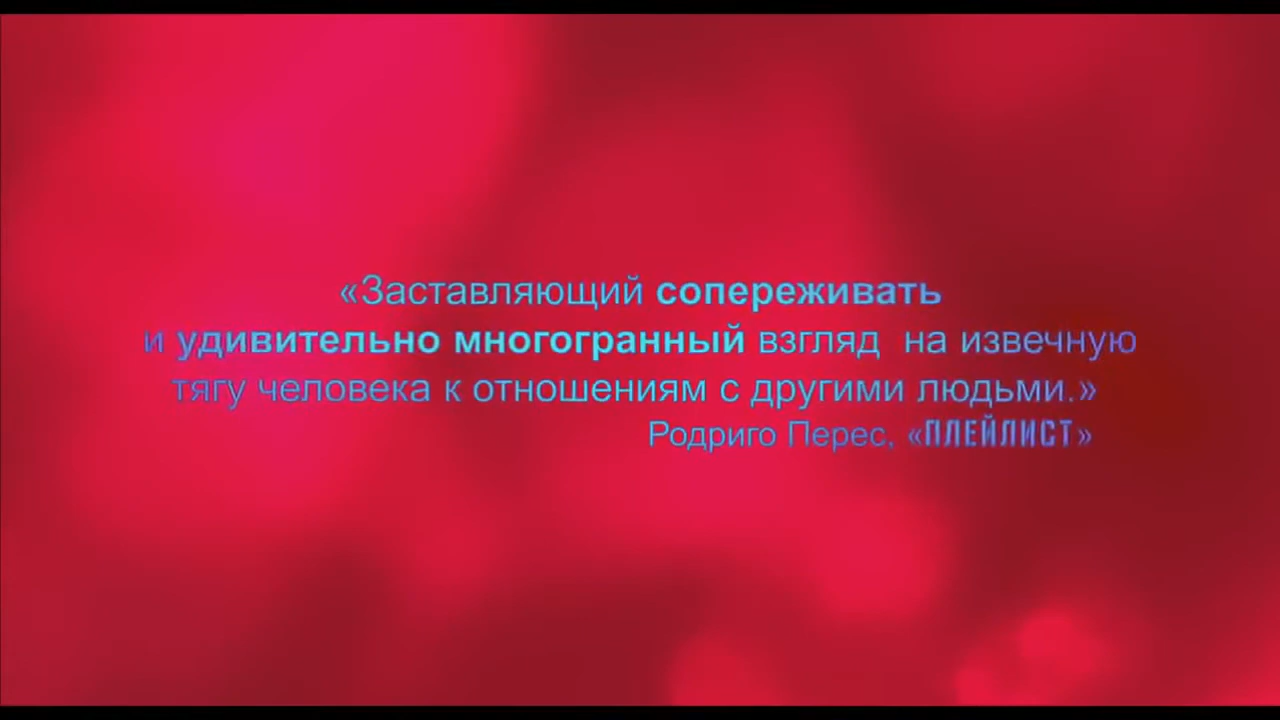 «Заставляющий сопереживать
и удивительно многогранный взгляд на извечную
тягу человека к отношениям с другими людьми.»
Родриго Перес, «ПЛЕЙЛИСТ»